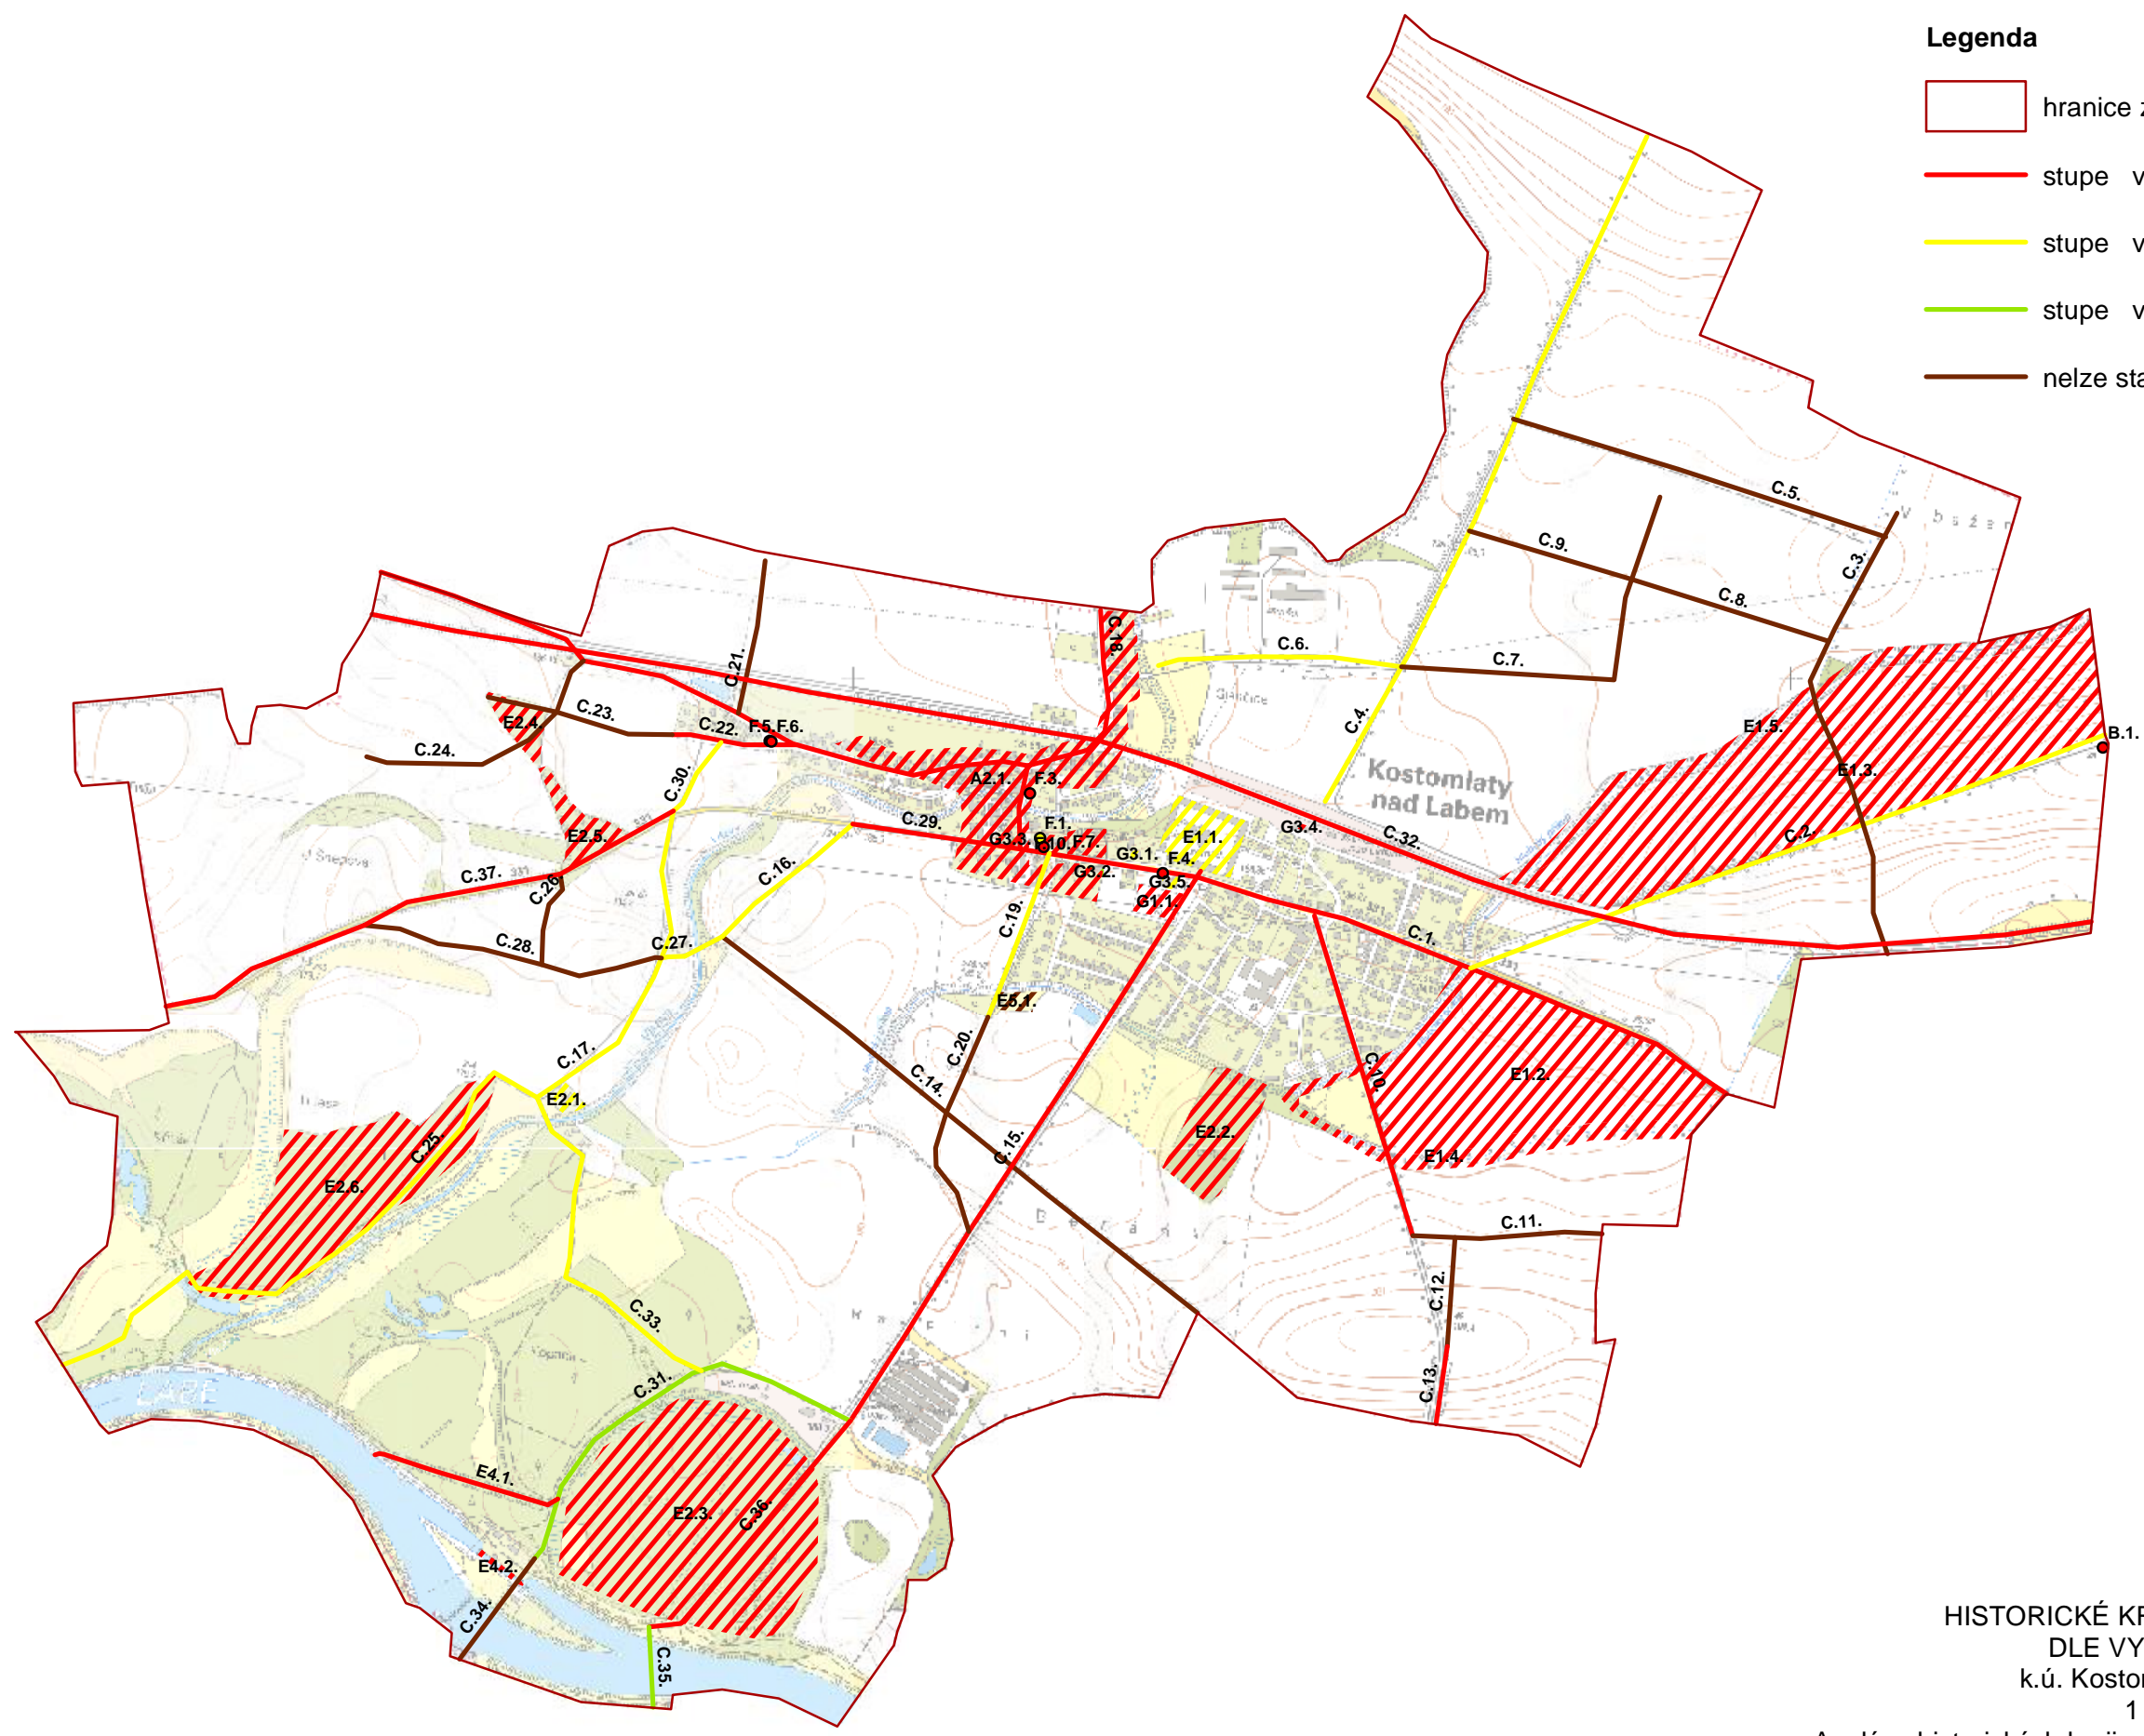 Legenda
hranice z
stupe v
stupe v
stupe v
nelze sta
C.5.
C.9.
C.3.
C.8.
C.18.
C.6.
C.7.
C.21.
C.4.
E1.5.
B.1.
E2.4.
C.23.
C.22.
F.5.
F.6.
C.24.
E1.3.
Kostomlaty
nad Labem
A2.1.
F.3.
C.30.
C.29.
F.1.
G3.4.
C.32.
C.2.
E2.5.
G3.3.
F.7.
E1.1.
G3.1.
F.4.
C.37.
C.16.
G3.2.
G3.5.
C.26.
G1.1.
C.19.
C.1.
C.28.
C.27.
E5.1.
C.20.
C.17.
C.14.
C.10.
E1.2.
E2.1.
C.25.
C.15.
E2.2.
E1.4.
E2.6.
C.11.
C.12.
C.33.
C.31.
C.13.
LABE
E4.1.
E2.3.
C.36.
E4.2.
C.34.
C.35.
HISTORICKÉ KR
DLE VY
k.ú. Kostor
1